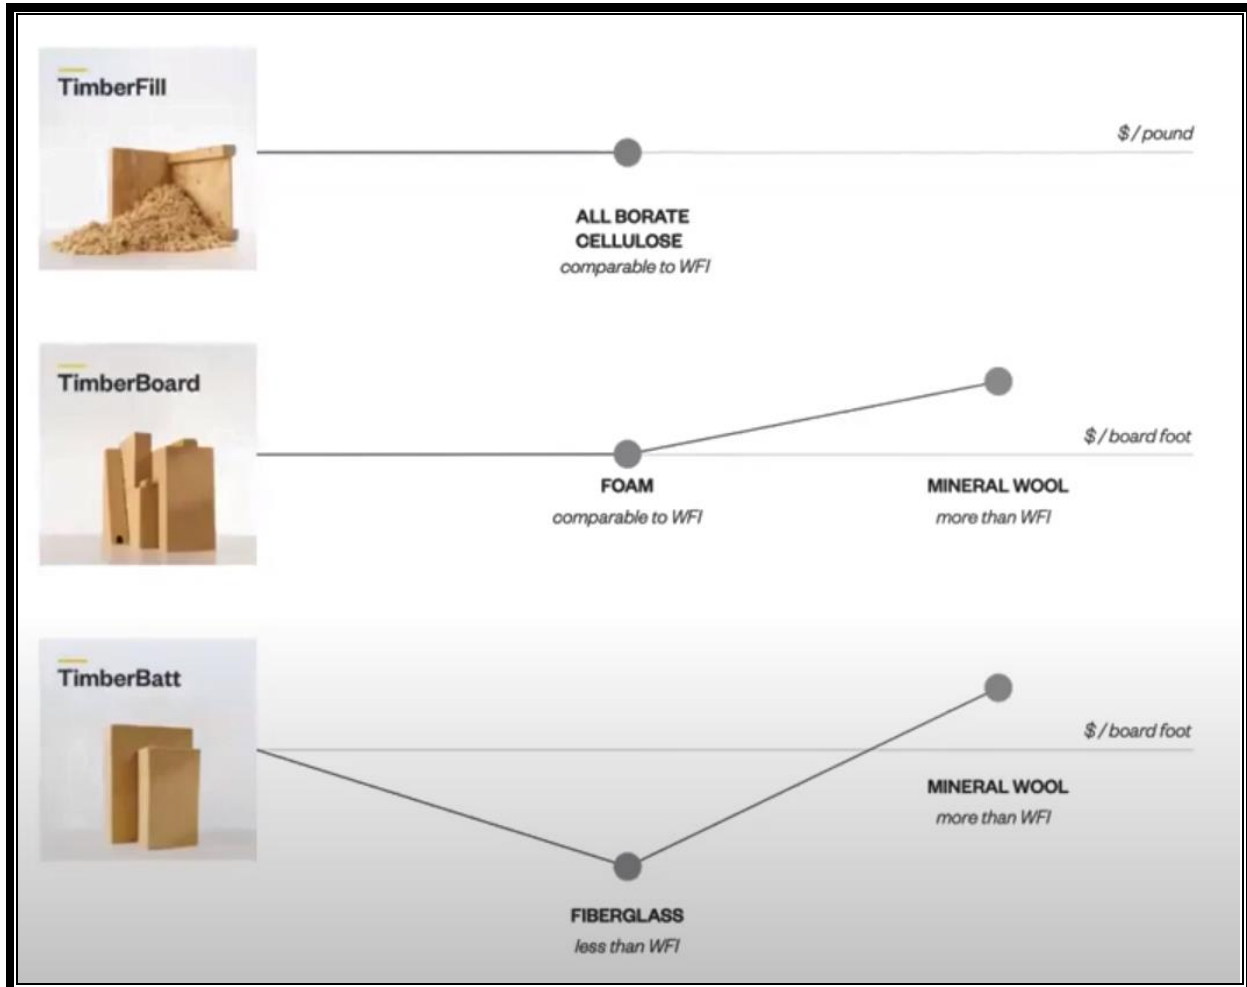 TimberFill
$ / pound
ALL BORATE
CELLULOSE
comparable to WFI
TimberBoard
$ / board foot
FOAM
MINERAL WOOL
comparable to WFI
more than WFI
TimberBatt
$ / board foot
MINERAL WOOL
more than WFI
FIBERGLASS
less than WFI